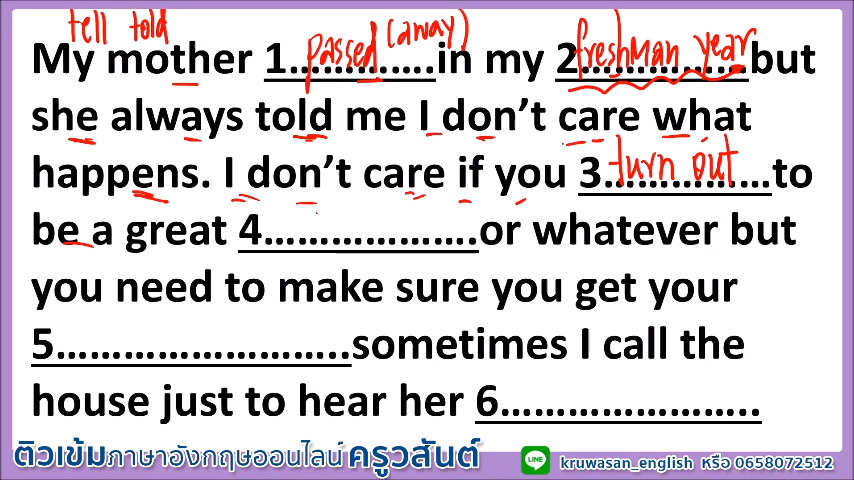 tell told
passed (away)
freshman year
My mother 1………….in my 2……………but
she always told me I don't care what
happens. I don't care if you 3 turn out to
be a great 4………………….or whatever but
you need to make sure you get your
5……………………..sometimes I call the
house just to hear her 6…………………..
ติวเข้มภาษาอังกฤษออนไลน์ ครูวสันต์ LINE kruwasan_english หรือ 0658072512